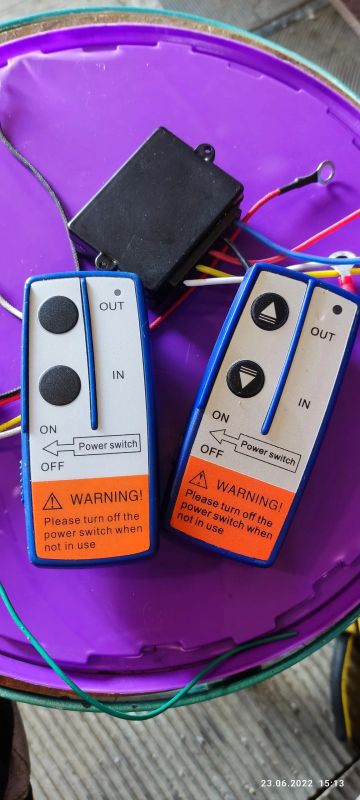 OUT
IN
ON
Power switch
OFF
WARNING!
Please turn off the
power switch when
not in use
OUT
IN
ON
Power switch
OFF
WARNING!
Please turn off the
power switch when
not in use
23.06.2022 15:13